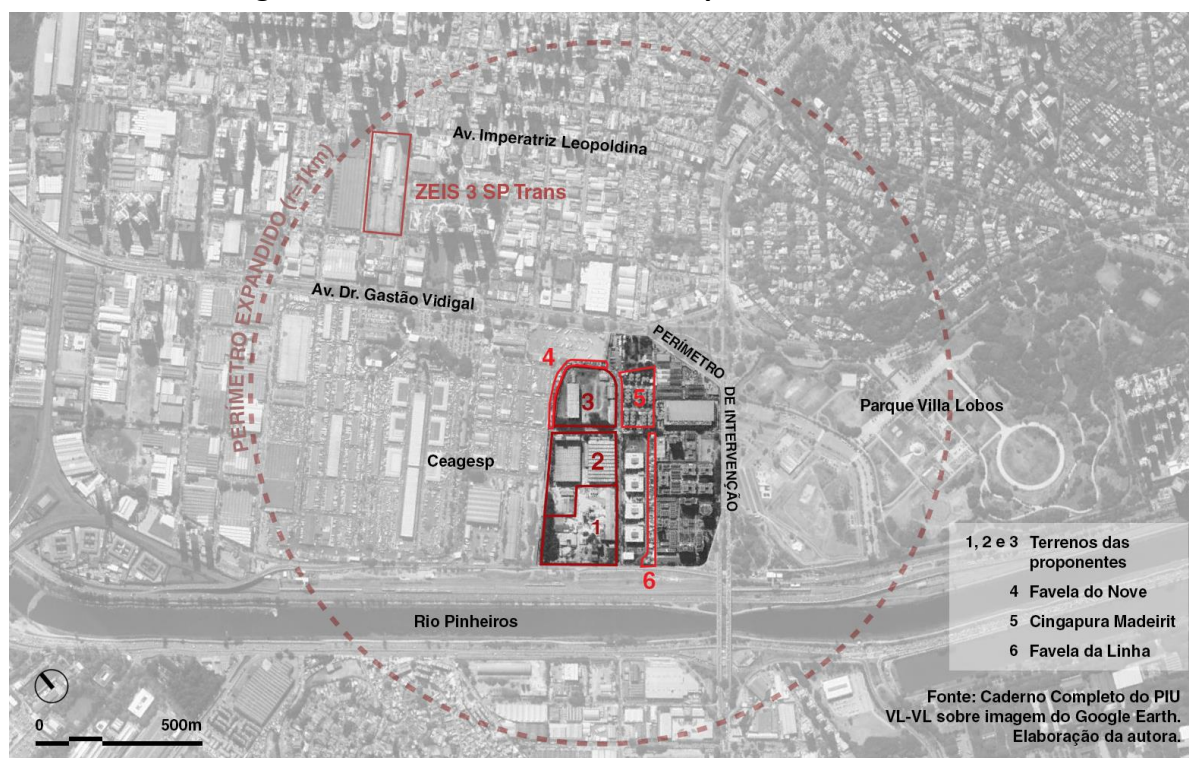 Av. Imperatriz Leopoldina
ZEIS 3 SP Trans
PERÍMETRO EXPANDIDO (r=1km)
Av. Dr. Gastão Vidigal
PERÍMETRO
DE INTERVENÇÃO
4
3
5
Parque Villa Lobos
Ceagesp
2
1
6
1, 2 e 3 Terrenos das
proponentes
4 Favela do Nove
5 Cingapura Madeirit
6 Favela da Linha
Rio Pinheiros
0 500m
Fonte: Caderno Completo do PIU
VL-VL sobre imagem do Google Earth.
Elaboração da autora.